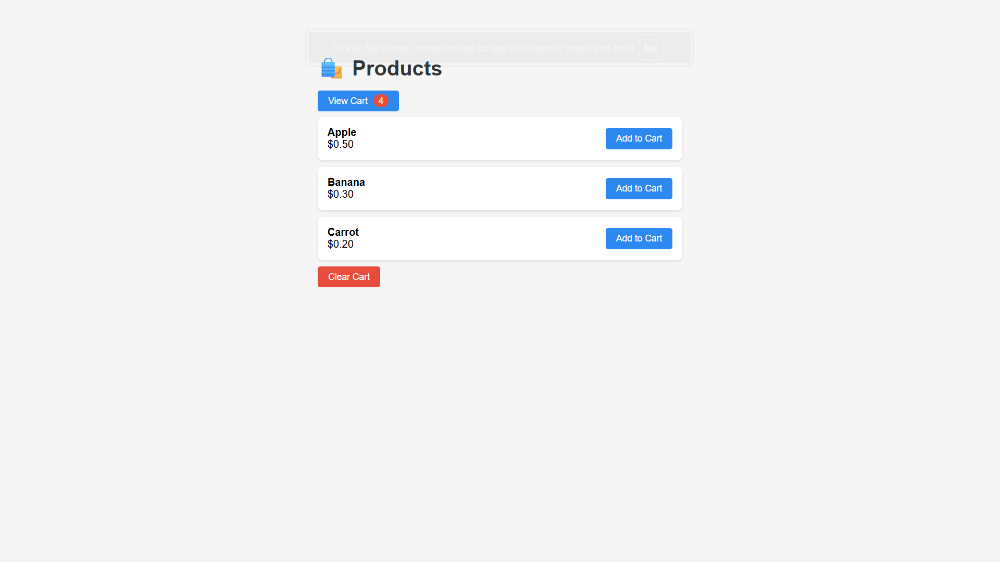 To exit full screen, move mouse to top of screen or press and hold Esc
Products
View Cart 4
Apple
$0.50
Add to Cart
Banana
$0.30
Add to Cart
Carrot
$0.20
Add to Cart
Clear Cart